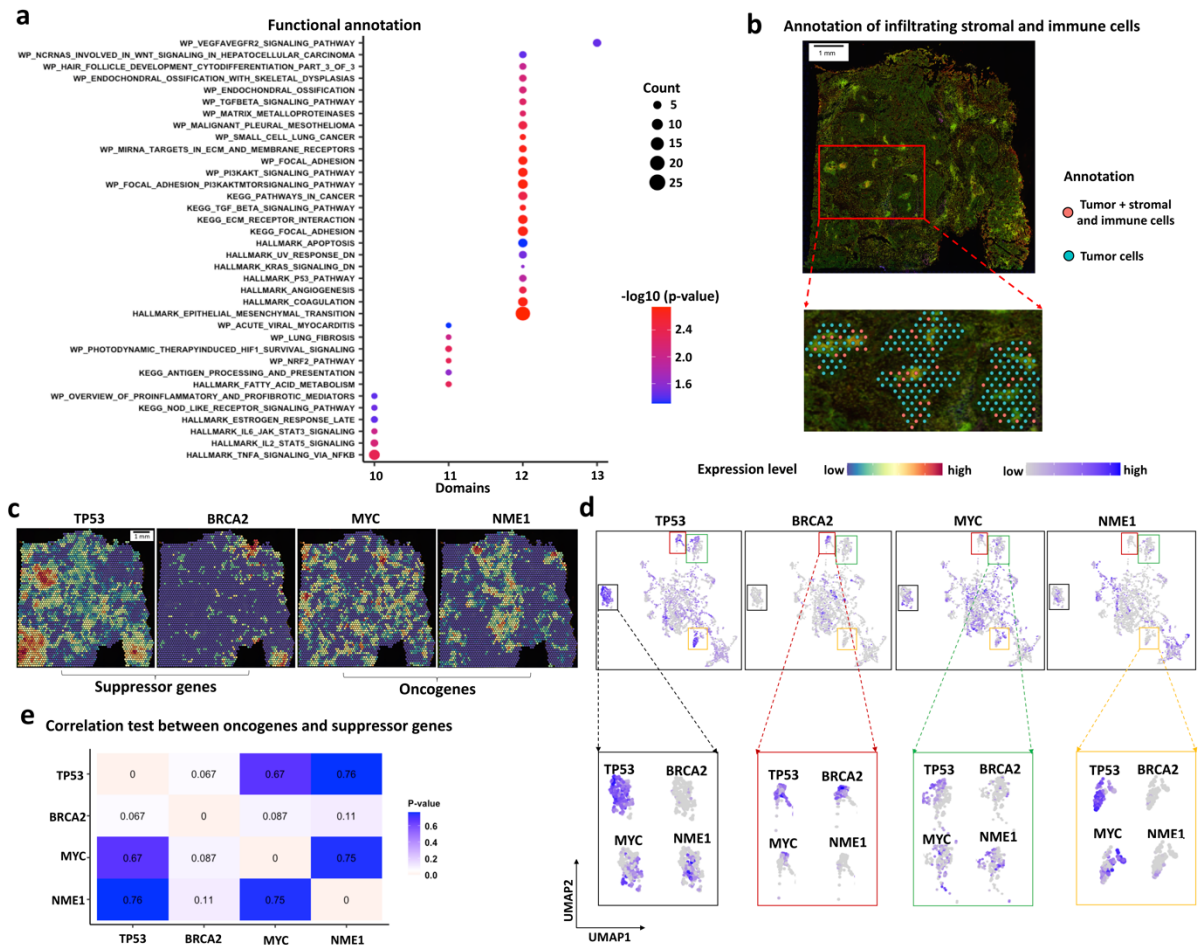 a
Functional annotation
WP_VEGFAVEGFR2_SIGNALING_PATHWAY
WP_NCRNAS_INVOLVED_IN_WNT_SIGNALING_IN_HEPATOCELLULAR_CARCINOMA
WP_HAIR_FOLLICLE_DEVELOPMENT_CYTODIFFERENTIATION_PART_3_OF_3
WP_ENDOCHONDRAL_OSSIFICATION_WITH_SKELETAL_DYSPLASIAS
WP_ENDOCHONDRAL_OSSIFICATION
WP_TGFBETA_SIGNALING_PATHWAY
WP_MATRIX_METALLOPROTEINASES
WP_MALIGNANT_PLEURAL_MESOTHELIOMA
WP_SMALL_CELL_LUNG_CANCER
WP_MIRNA_TARGETS_IN_ECM_AND_MEMBRANE_RECEPTORS
WP_FOCAL_ADHESION
WP_PI3KAKT_SIGNALING_PATHWAY
WP_FOCAL_ADHESION_PI3KAKTMTORSIGNALING_PATHWAY
KEGG_PATHWAYS_IN_CANCER
KEGG_TGF_BETA_SIGNALING_PATHWAY
KEGG_ECM_RECEPTOR_INTERACTION
KEGG_FOCAL_ADHESION
HALLMARK_APOPTOSIS
HALLMARK_UV_RESPONSE_DN
HALLMARK_KRAS_SIGNALING_DN
HALLMARK_P53_PATHWAY
HALLMARK_ANGIOGENESIS
HALLMARK_COAGULATION
HALLMARK_EPITHELIAL_MESENCHYMAL_TRANSITION
WP_ACUTE_VIRAL_MYOCARDITIS
WP_LUNG_FIBROSIS
WP_PHOTODYNAMIC_THERAPYINDUCED_HIF1_SURVIVAL_SIGNALING
WP_NRF2_PATHWAY
KEGG_ANTIGEN_PROCESSING_AND_PRESENTATION
HALLMARK_FATTY_ACID_METABOLISM
WP_OVERVIEW_OF_PROINFLAMMATORY_AND_PROFIBROTIC_MEDIATORS
KEGG_NOD_LIKE_RECEPTOR_SIGNALING_PATHWAY
HALLMARK_ESTROGEN_RESPONSE_LATE
HALLMARK_IL6_JAK_STAT3_SIGNALING
HALLMARK_IL2_STAT5_SIGNALING
HALLMARK_TNFA_SIGNALING_VIA_NFKB
10 11 12 13
Domains
Count
5
10
15
20
25
-log10 (p-value)
2.4
2.0
1.6
b
Annotation of infiltrating stromal and immune cells
1 mm
Annotation
Tumor + stromal
and immune cells
Tumor cells
Expression level low high low high
c
TP53 BRCA2 MYC NME1
1 mm
Suppressor genes Oncogenes
d
TP53 BRCA2 MYC NME1
TP53 BRCA2
MYC NME1
TP53 BRCA2
MYC NME1
TP53 BRCA2
MYC NME1
TP53 BRCA2
MYC NME1
UMAP2
UMAP1
e
Correlation test between oncogenes and suppressor genes
TP53 0 0.067 0.67 0.76
BRCA2 0.067 0 0.087 0.11
MYC 0.67 0.087 0 0.75
NME1 0.76 0.11 0.75 0
TP53 BRCA2 MYC NME1
P-value
0.6
0.4
0.2
0.0